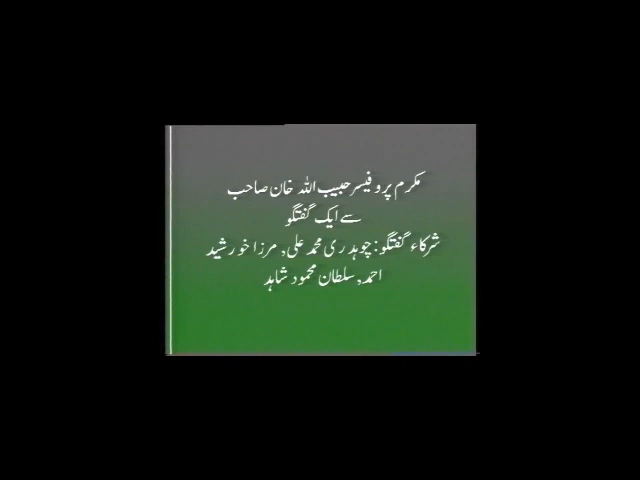 مکرم پروفیسر حبیب اللہ خان صاحب
سے ایک گفتگو
شرکاء گفتگو: چوہدری محمد علی, مرزا خورشید
احمد, سلطان محمود شاہد